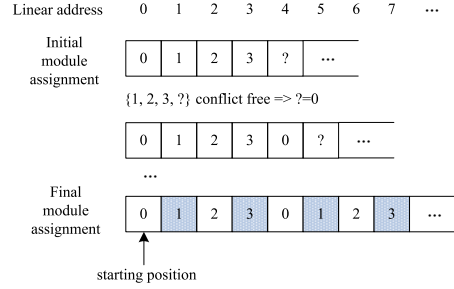 Linear address 0 1 2 3 4 5 6 7 ...
Initial module assignment 0 1 2 3 ? ...
{1, 2, 3, ?} conflict free => ?=0
0 1 2 3 0 ? ...
...
Final module assignment 0 1 2 3 0 1 2 3 ...
starting position